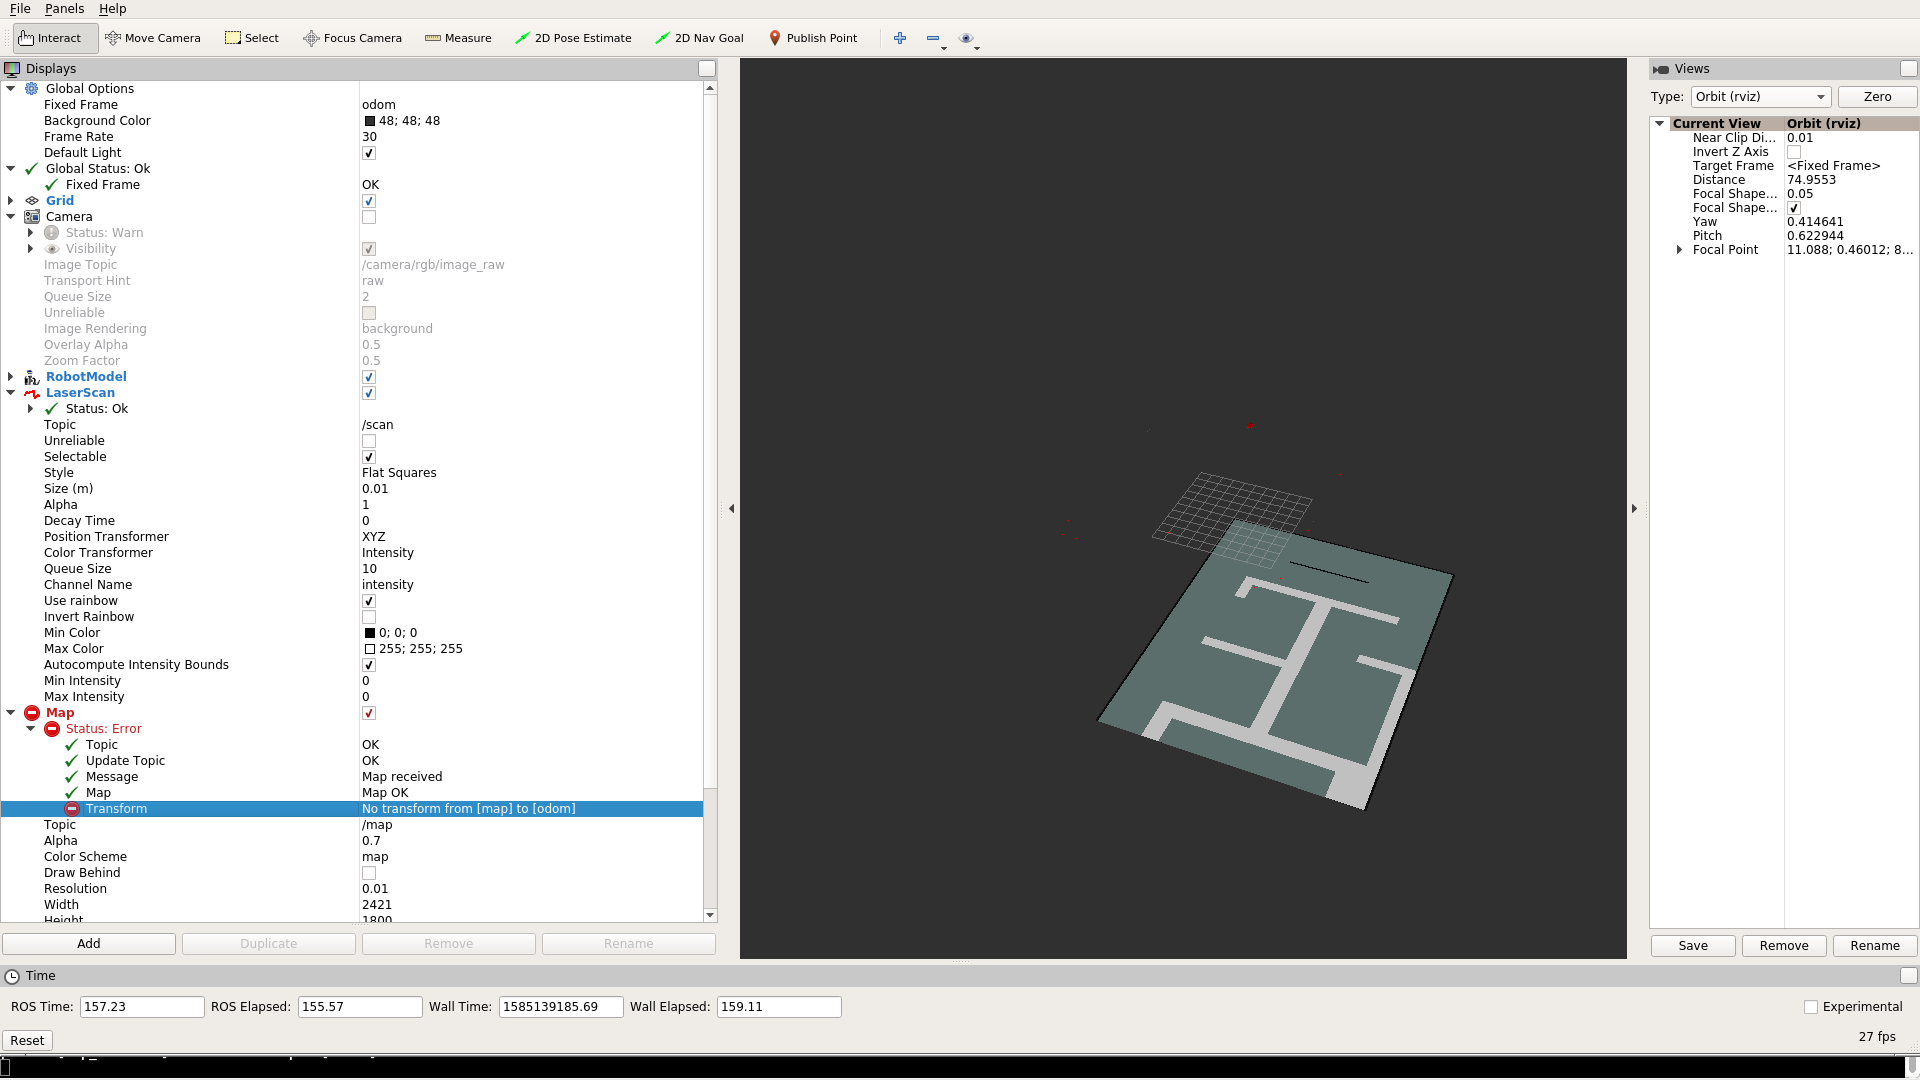 File Panels Help
Interact Move Camera Select Focus Camera Measure 2D Pose Estimate 2D Nav Goal Publish Point
Displays
Global Options
Fixed Frame odom
Background Color 48; 48; 48
Frame Rate 30
Default Light
Global Status: Ok
Fixed Frame OK
Grid
Camera
Status: Warn
Visibility
Image Topic /camera/rgb/image_raw
Transport Hint raw
Queue Size 2
Unreliable
Image Rendering background
Overlay Alpha 0.5
Zoom Factor 0.5
RobotModel
LaserScan
Status: Ok
Topic /scan
Unreliable
Selectable
Style Flat Squares
Size (m) 0.01
Alpha 1
Decay Time 0
Position Transformer XYZ
Color Transformer Intensity
Queue Size 10
Channel Name intensity
Use rainbow
Invert Rainbow
Min Color 0; 0; 0
Max Color 255; 255; 255
Autocompute Intensity Bounds
Min Intensity 0
Max Intensity 0
Map
Status: Error
Topic OK
Update Topic OK
Message Map received
Map Map OK
Transform No transform from [map] to [odom]
Topic /map
Alpha 0.7
Color Scheme map
Draw Behind
Resolution 0.01
Width 2421
Height 1800
Add Duplicate Remove Rename
Views
Type: Orbit (rviz) Zero
Current View Orbit (rviz)
Near Clip Di... 0.01
Invert Z Axis
Target Frame <Fixed Frame>
Distance 74.9553
Focal Shape... 0.05
Focal Shape...
Yaw 0.414641
Pitch 0.622944
Focal Point 11.088; 0.46012; 8...
Save Remove Rename
Time
ROS Time: 157.23 ROS Elapsed: 155.57 Wall Time: 1585139185.69 Wall Elapsed: 159.11 Experimental
Reset 27 fps